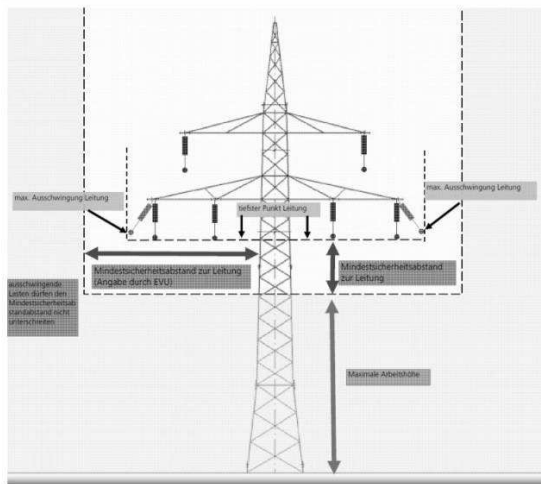 max. Ausschwingung Leitung
max. Ausschwingung Leitung
tiefster Punkt Leitung
Mindestsicherheitsabstand zur Leitung
(Angabe durch EVU)
Mindestsicherheitsabstand
zur Leitung
ausschwingende
Lasten dürfen den
Mindestsicherheitsab
standabstand nicht
unterschreiten
Maximale Arbeitshöhe